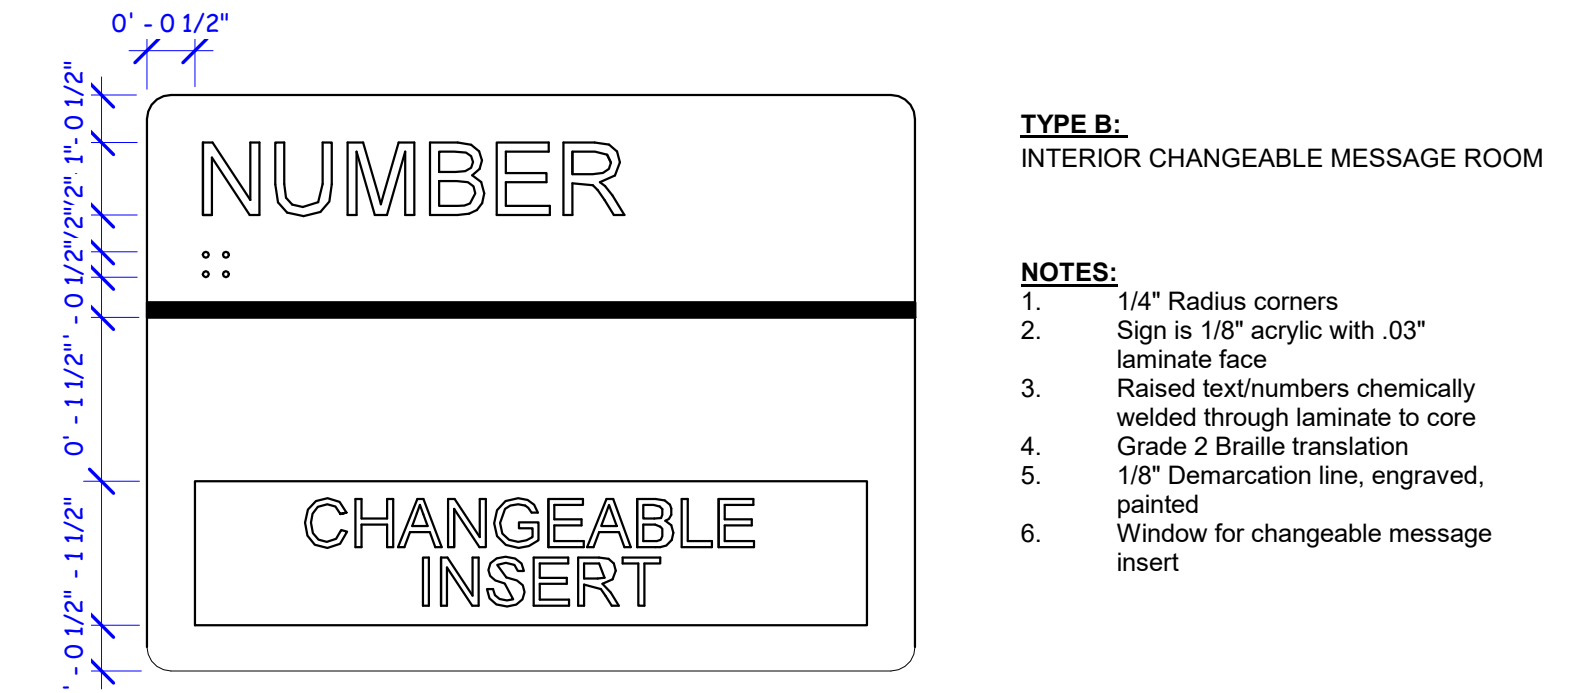 0' - 0 1/2"
NUMBER
CHANGEABLE
INSERT
0' - 1 1/2"
- 1 1/2"
- 0 1/2"
TYPE B:
INTERIOR CHANGEABLE MESSAGE ROOM
NOTES:
1. 1/4" Radius corners
2. Sign is 1/8" acrylic with .03"
laminate face
3. Raised text/numbers chemically
welded through laminate to core
4. Grade 2 Braille translation
5. 1/8" Demarcation line, engraved,
painted
6. Window for changeable message
insert